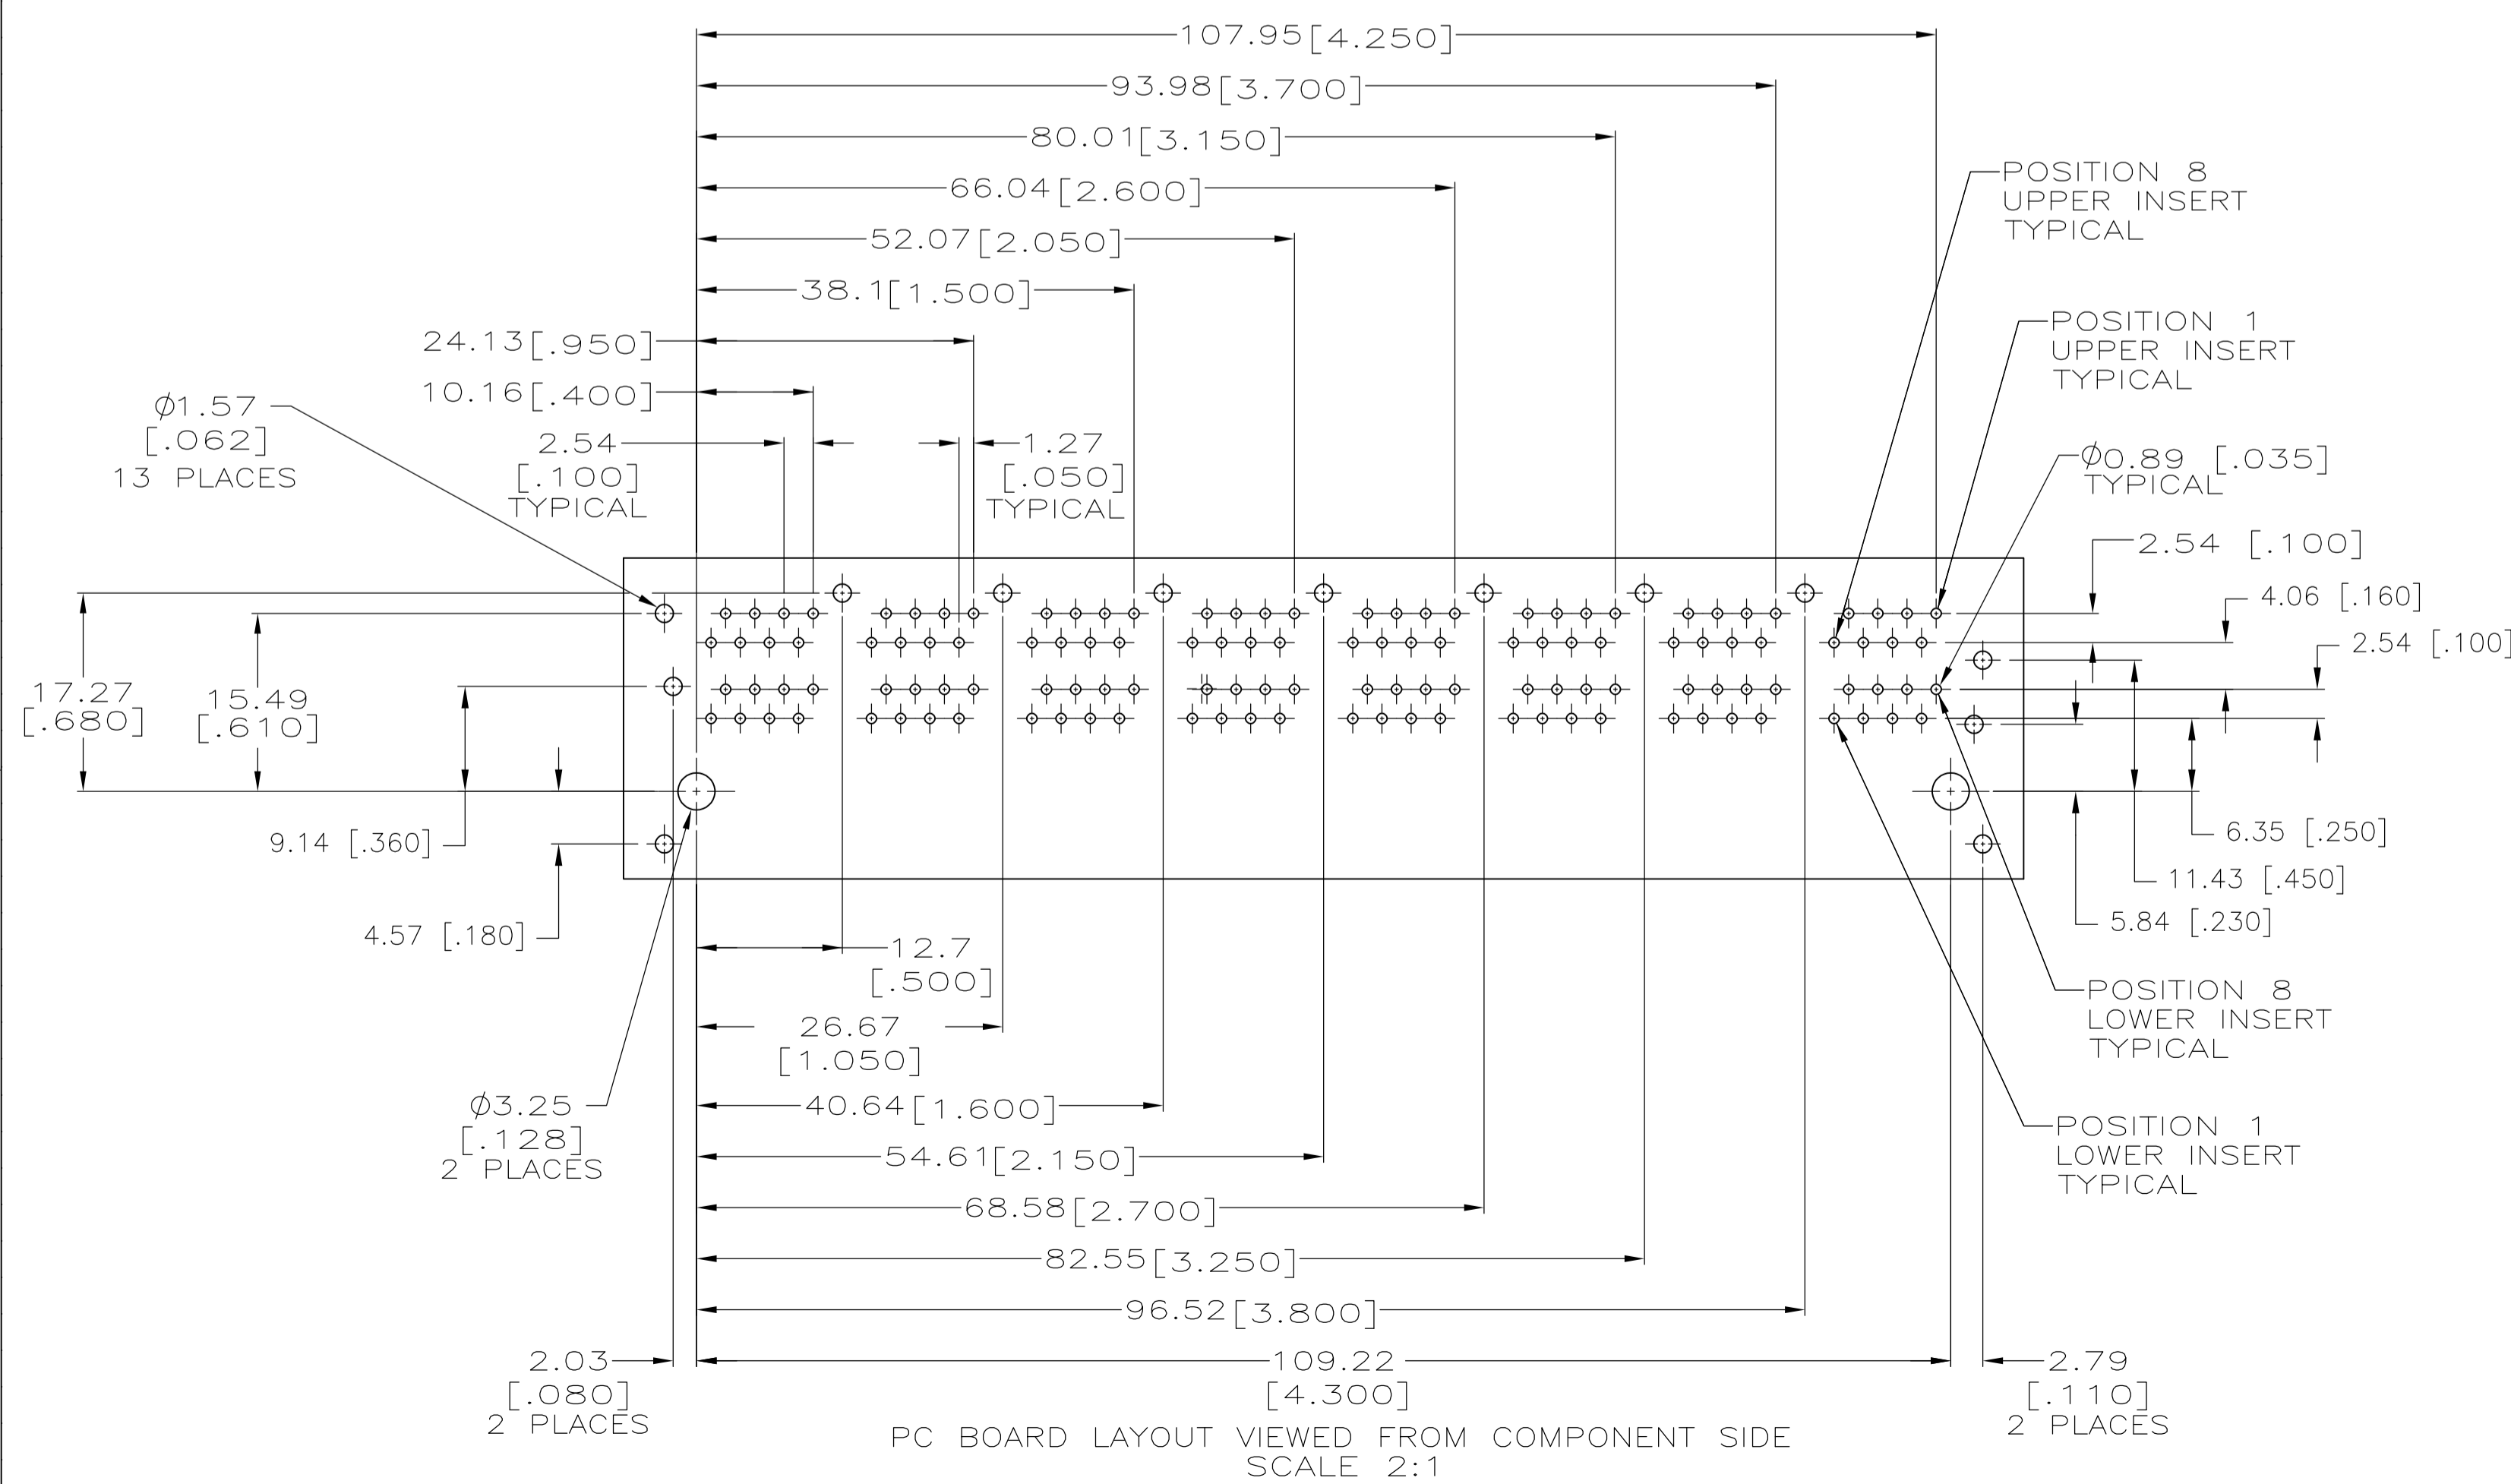 107.95[4.250]
93.98[3.700]
80.01[3.150]
66.04[2.600]
52.07[2.050]
38.1[1.500]
24.13[.950]
10.16[.400]
2.54
[.100]
TYPICAL
1.27
[.050]
TYPICAL
Ø1.57
[.062]
13 PLACES
POSITION 8
UPPER INSERT
TYPICAL
POSITION 1
UPPER INSERT
TYPICAL
Ø0.89 [.035]
TYPICAL
2.54 [.100]
4.06 [.160]
2.54 [.100]
17.27
[.680]
15.49
[.610]
9.14 [.360]
4.57 [.180]
6.35 [.250]
11.43 [.450]
5.84 [.230]
12.7
[.500]
26.67
[1.050]
40.64[1.600]
54.61[2.150]
68.58[2.700]
82.55[3.250]
96.52[3.800]
Ø3.25
[.128]
2 PLACES
POSITION 8
LOWER INSERT
TYPICAL
POSITION 1
LOWER INSERT
TYPICAL
2.03
[.080]
2 PLACES
109.22
[4.300]
2.79
[.110]
2 PLACES
PC BOARD LAYOUT VIEWED FROM COMPONENT SIDE
SCALE 2:1